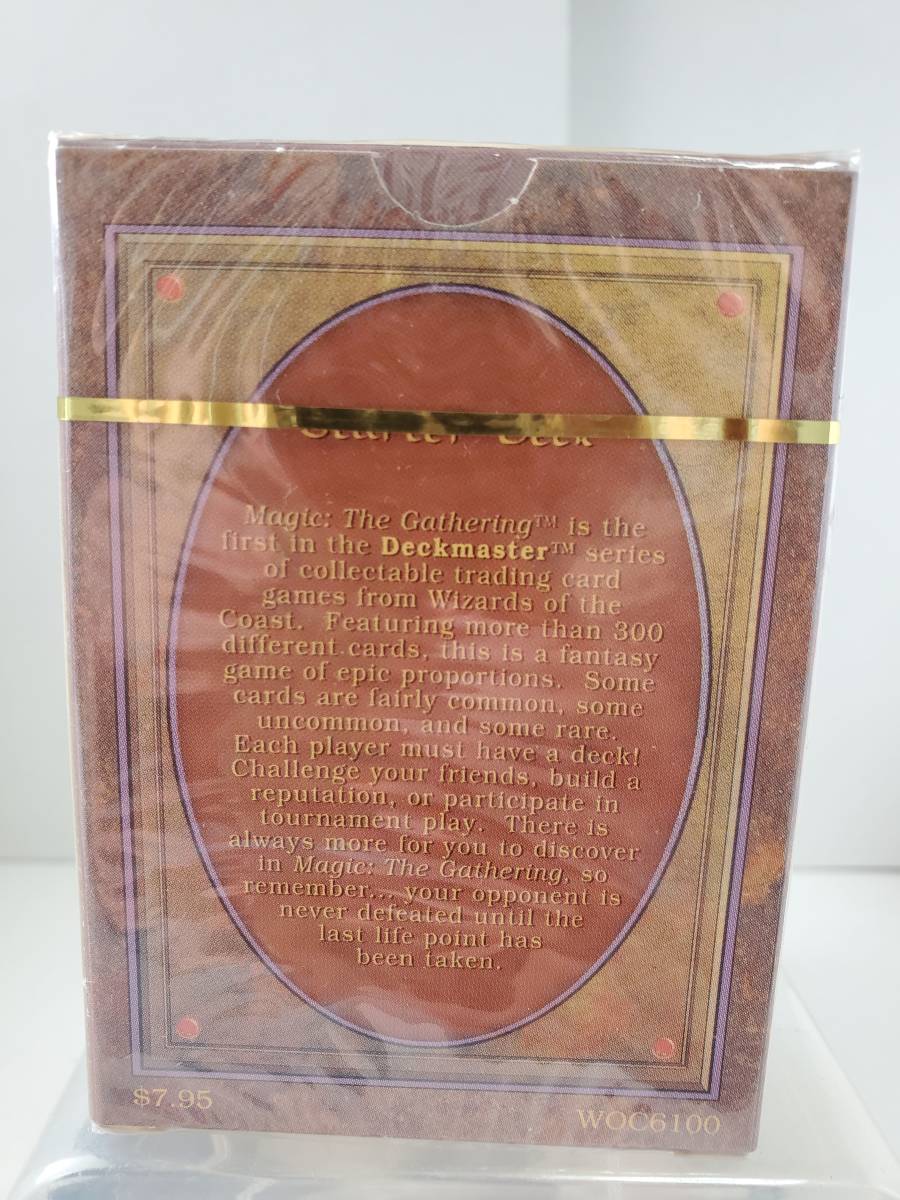 Starter Deck
Magic: The Gathering™ is the
first in the Deckmaster™ series
of collectable trading card
games from Wizards of the
Coast. Featuring more than 300
different cards, this is a fantasy
game of epic proportions. Some
cards are fairly common, some
uncommon, and some rare.
Each player must have a deck!
Challenge your friends, build a
reputation, or participate in
tournament play. There is
always more for you to discover
in Magic: The Gathering, so
remember... your opponent is
never defeated until the
last life point has
been taken.
$7.95
WOC6100